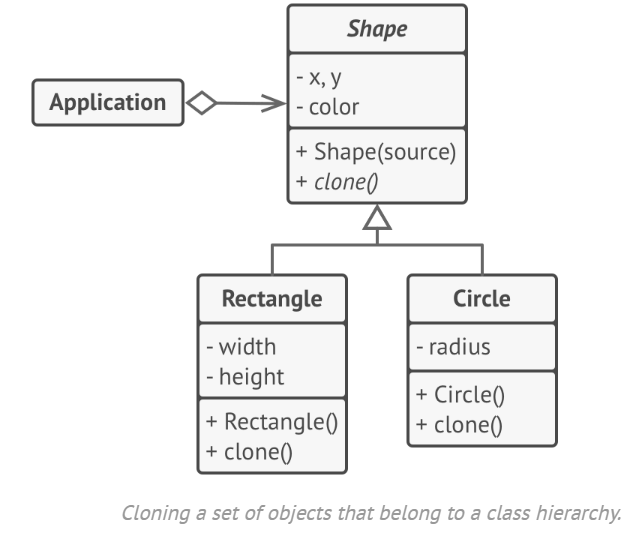 Shape
- x, y
- color
+ Shape(source)
+ clone()
Application
Rectangle
- width
- height
+ Rectangle()
+ clone()
Circle
- radius
+ Circle()
+ clone()
Cloning a set of objects that belong to a class hierarchy.